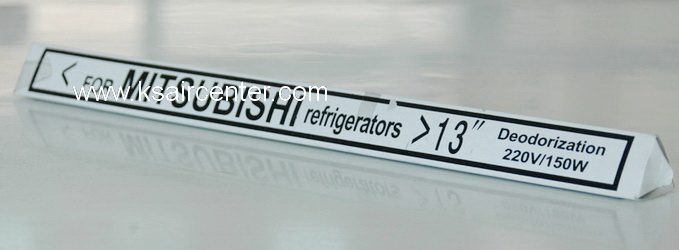 < FOR MITSUBISHI refrigerators >13" Deodorization
220V/150W
www.ksaircenter.com